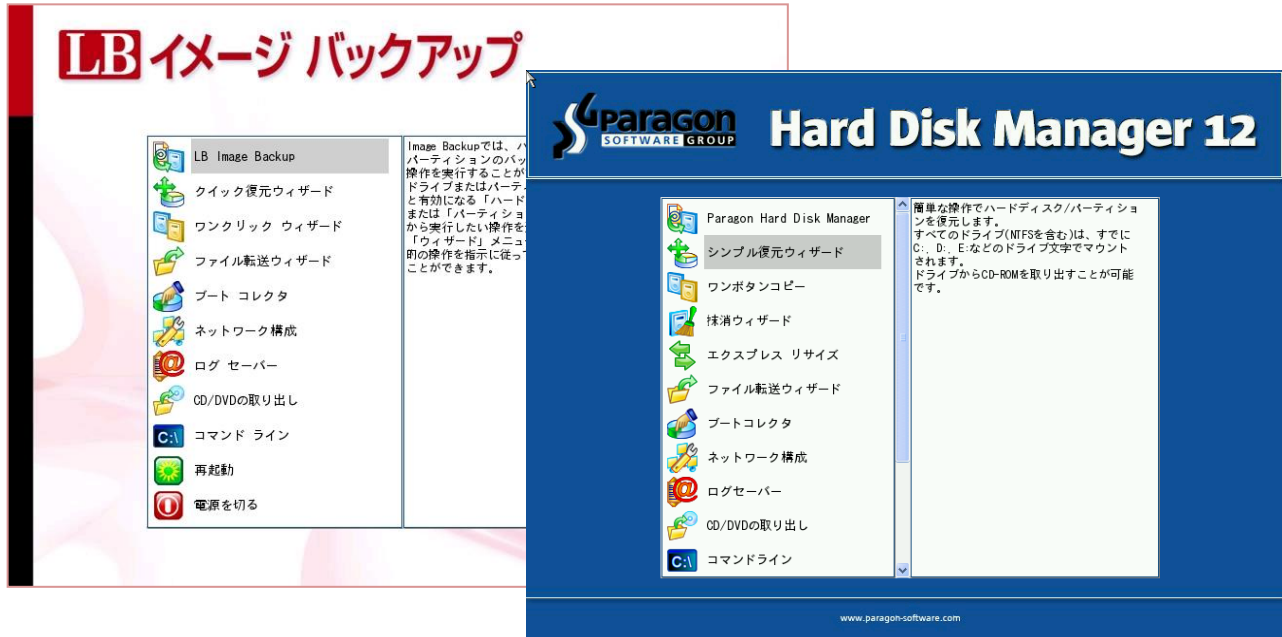 LB イメージ バックアップ
LB Image Backup
クイック復元ウィザード
ワンクリック ウィザード
ファイル転送ウィザード
ブート コレクタ
ネットワーク構成
ログ セーバー
CD/DVDの取り出し
C:\ コマンド ライン
再起動
電源を切る
Image Backupでは、ハ
パーティションのバッ
操作を実行することが
ドライブまたはパーテ
と有効になる「ハード
または「パーティショ
から実行したい操作を
「ウィザード」メニュ
的の操作を指示に従っ
ことができます。
Paragon
SOFTWARE GROUP
Hard Disk Manager 12
Paragon Hard Disk Manager
シンプル復元ウィザード
ワンボタンコピー
抹消ウィザード
エクスプレス リサイズ
ファイル転送ウィザード
ブートコレクタ
ネットワーク構成
ログセーバー
CD/DVDの取り出し
C:\ コマンドライン
簡単な操作でハードディスク/パーティショ
ンを復元します。
すべてのドライブ(NTFSを含む)は、すでに
C:、D:、E:などのドライブ文字でマウント
されます。
ドライブからCD-ROMを取り出すことが可能
です。
www.paragon-software.com